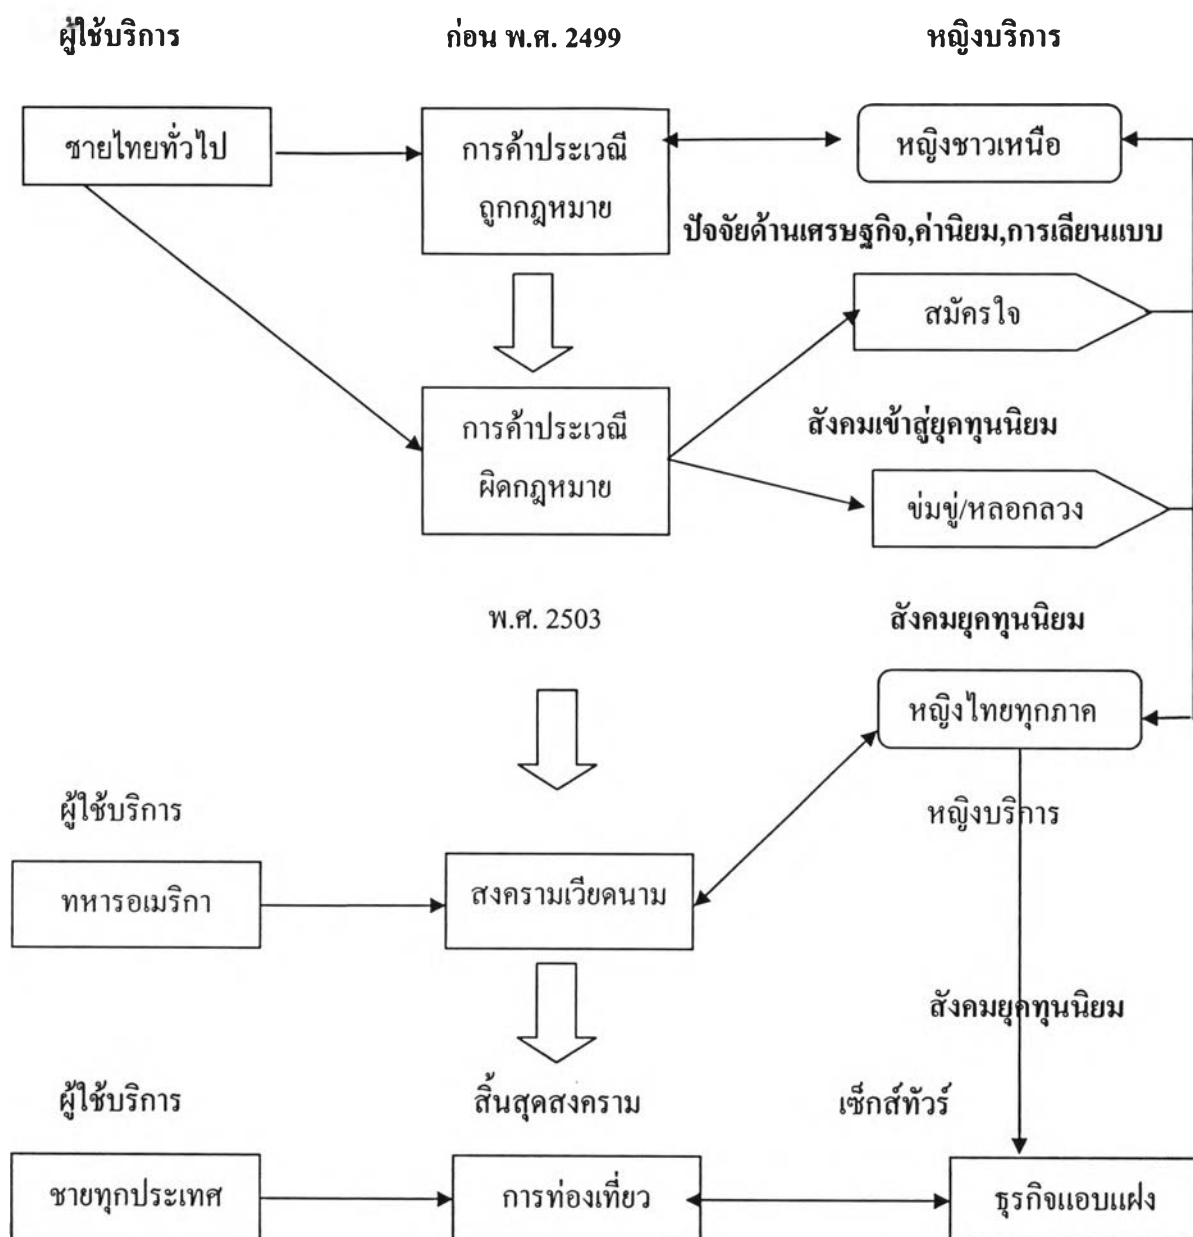 ผู้ใช้บริการ ก่อน พ.ศ. 2499 หญิงบริการ
ชายไทยทั่วไป
การค้าประเวณี
ถูกกฎหมาย
หญิงชาวเหนือ
ปัจจัยด้านเศรษฐกิจ,ค่านิยม,การเลียนแบบ
สมัครใจ
การค้าประเวณี
ผิดกฎหมาย
สังคมเข้าสู่ยุคทุนนิยม
ข่มขู่/หลอกลวง
พ.ศ. 2503
สังคมยุคทุนนิยม
หญิงไทยทุกภาค
ผู้ใช้บริการ
หญิงบริการ
ทหารอเมริกา
สงครามเวียดนาม
สังคมยุคทุนนิยม
ผู้ใช้บริการ
สิ้นสุดสงคราม
เซ็กส์ทัวร์
ชายทุกประเทศ
การท่องเที่ยว
ธุรกิจแอบแฝง